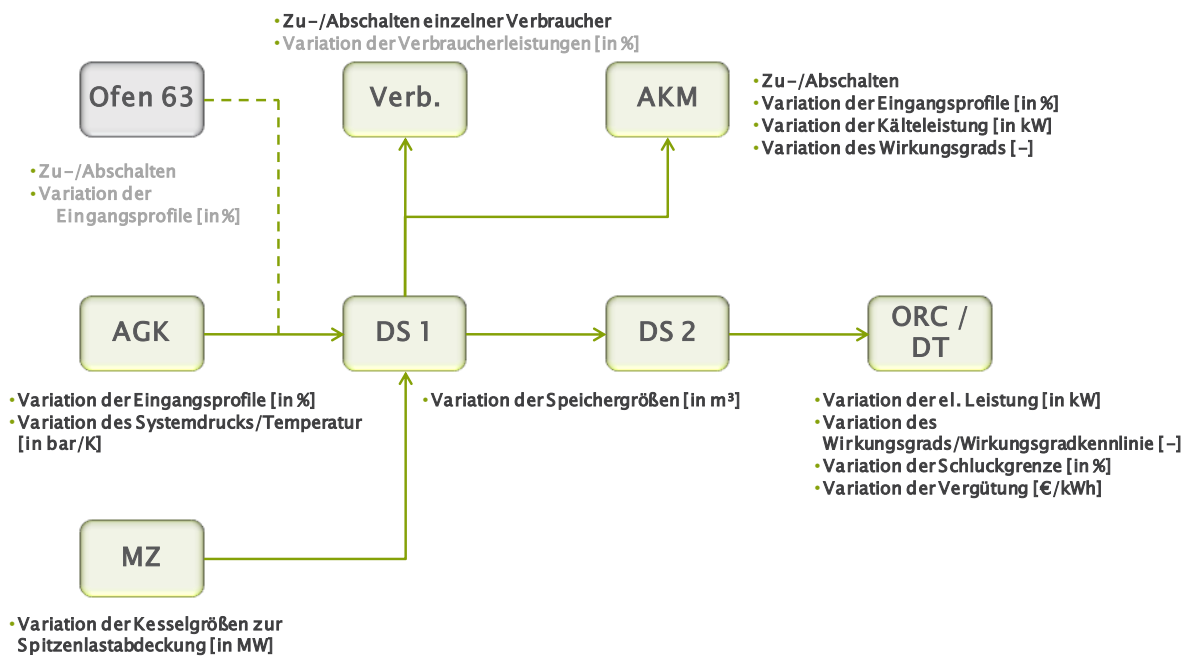 • Zu-/Abschalten einzelner Verbraucher
• Variation der Verbraucherleistungen [in %]
Ofen 63
Verb.
AKM
• Zu-/Abschalten
• Variation der Eingangsprofile [in %]
• Variation der Kälteleistung [in kW]
• Variation des Wirkungsgrads [-]
• Zu-/Abschalten
• Variation der
Eingangsprofile [in %]
AGK
DS 1
DS 2
ORC /
DT
• Variation der Eingangsprofile [in %]
• Variation des Systemdrucks/Temperatur
[in bar/K]
• Variation der Speichergrößen [in m³]
• Variation der el. Leistung [in kW]
• Variation des
Wirkungsgrads/Wirkungsgradkennlinie [-]
• Variation der Schluckgrenze [in %]
• Variation der Vergütung [€/kWh]
MZ
• Variation der Kesselgrößen zur
Spitzenlastabdeckung [in MW]